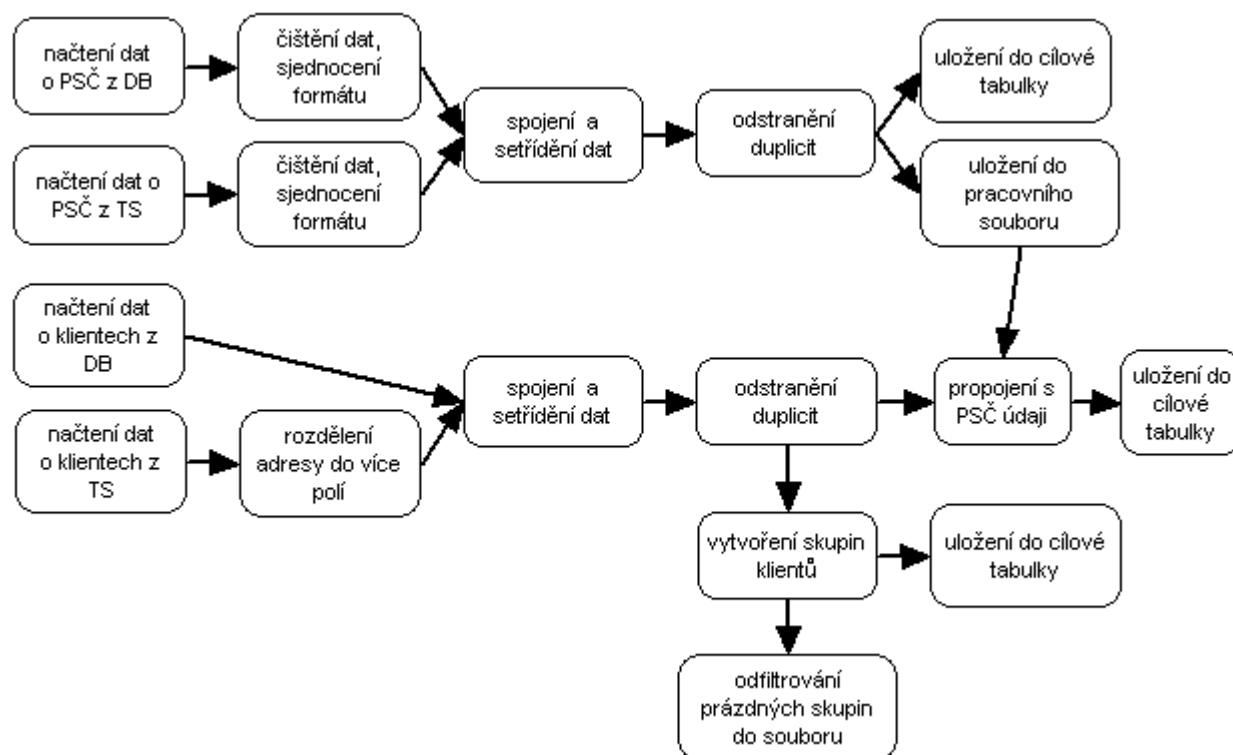 načtení dat
o PSČ z DB
čištění dat,
sjednocení
formátu
spojení a
setřídění dat
odstranění
duplicit
uložení do cílové
tabulky
načtení dat o
PSČ z TS
čištění dat,
sjednocení
formátu
uložení do
pracovního
souboru
načtení dat
o klientech z
DB
spojení a
setřídění dat
odstranění
duplicit
propojení s
PSČ údaji
uložení do
cílové
tabulky
načtení dat
o klientech z
TS
rozdělení
adresy do více
polí
vytvoření skupin
klientů
uložení do cílové
tabulky
odfiltrování
prázdných skupin
do souboru